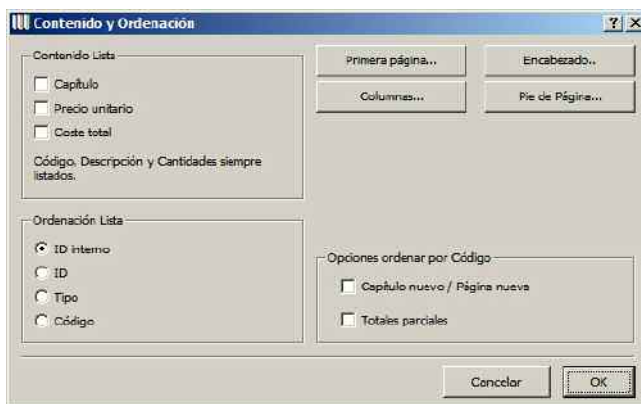 Contenido y Ordenación
Contenido Lista
Capítulo
Precio unitario
Coste total
Código. Descripción y Cantidades siempre
listados.
Primera página...
Encabezado..
Columnas...
Pie de Página...
Ordenación Lista
ID interno
ID
Tipo
Código
Opciones ordenar por Código
Capítulo nuevo / Página nueva
Totales parciales
Cancelar
OK